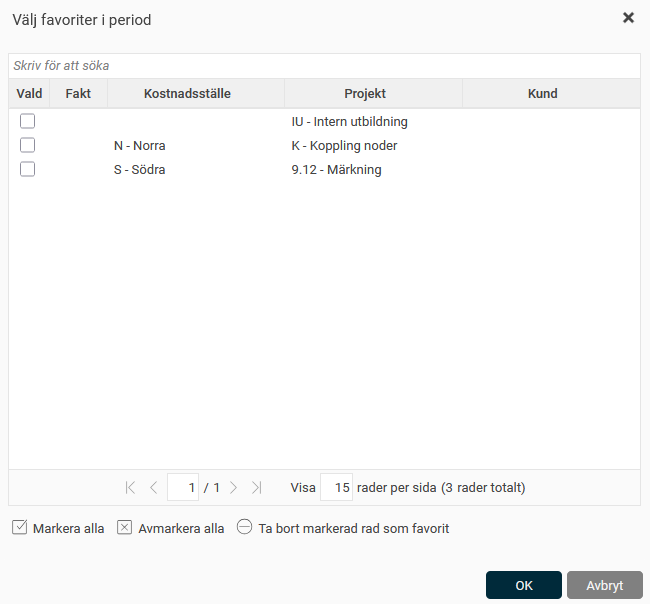 Välj favoriter i period
Skriv för att söka
Vald Fakt Kostnadsställe Projekt Kund
IU - Intern utbildning
N - Norra K - Koppling noder
S - Södra 9.12 - Märkning
1 / 1 Visa 15 rader per sida (3 rader totalt)
Markera alla Avmarkera alla Ta bort markerad rad som favorit
OK Avbryt